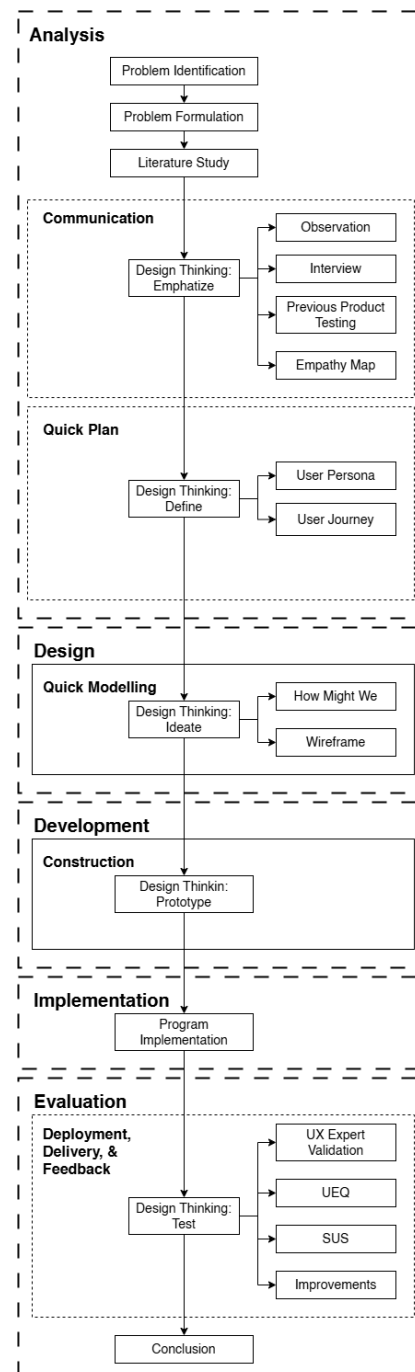 Analysis
Problem Identification
Problem Formulation
Literature Study
Communication
Design Thinking:
Emphatize
Observation
Interview
Previous Product
Testing
Empathy Map
Quick Plan
Design Thinking:
Define
User Persona
User Journey
Design
Quick Modelling
Design Thinking:
Ideate
How Might We
Wireframe
Development
Construction
Design Thinkin:
Prototype
Implementation
Program
Implementation
Evaluation
Deployment,
Delivery, &
Feedback
Design Thinking:
Test
UX Expert
Validation
UEQ
SUS
Improvements
Conclusion